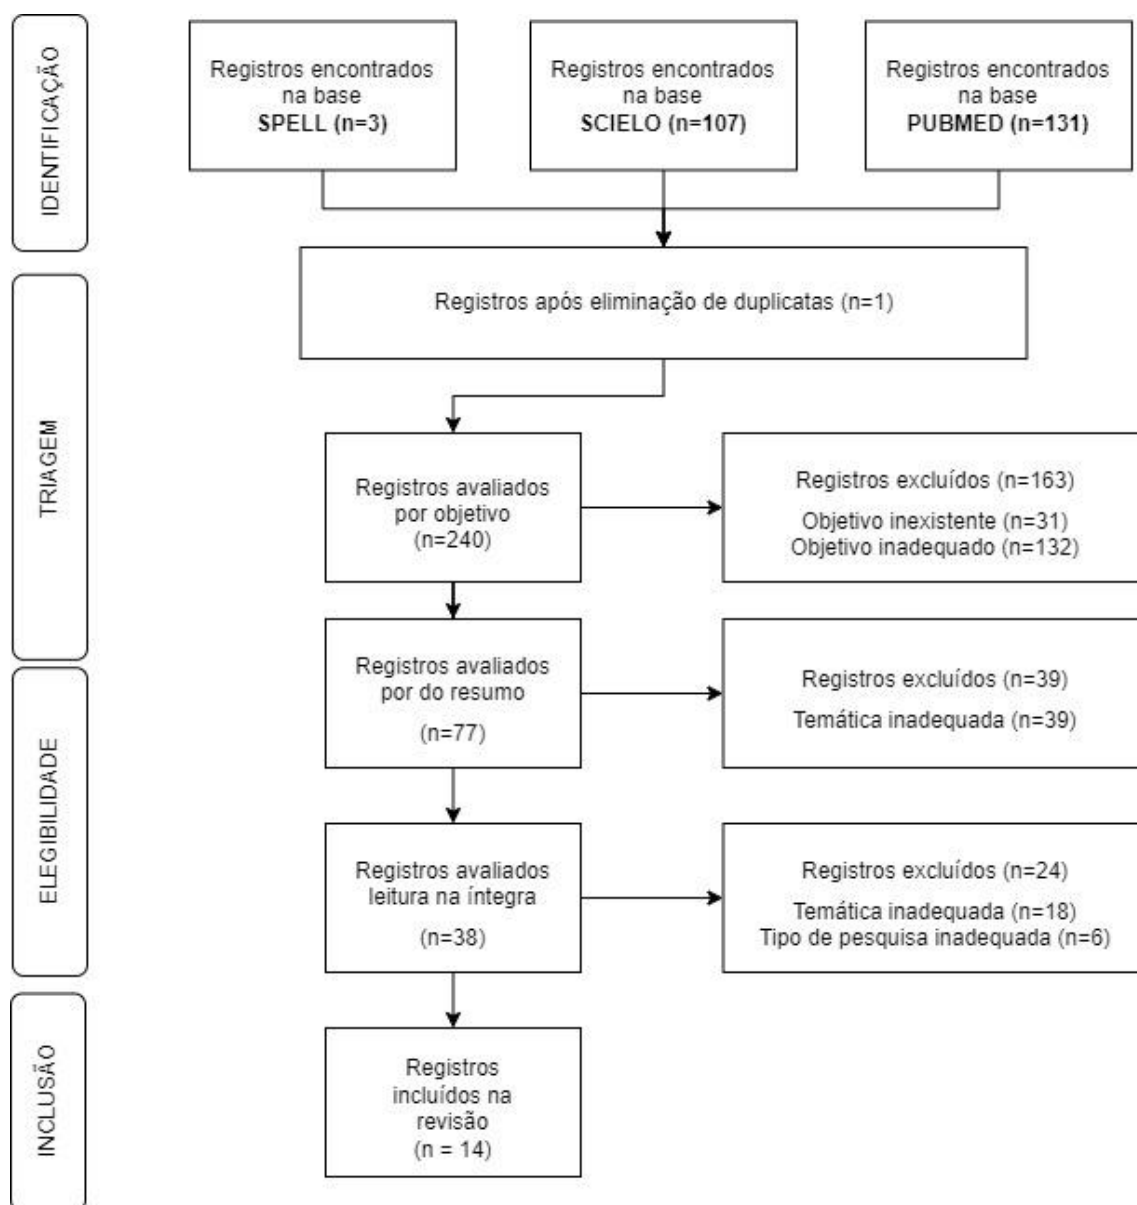 IDENTIFICAÇÃO
Registros encontrados
na base
SPELL (n=3)
Registros encontrados
na base
SCIELO (n=107)
Registros encontrados
na base
PUBMED (n=131)
TRIAGEM
Registros após eliminação de duplicatas (n=1)
Registros avaliados
por objetivo
(n=240)
Registros excluídos (n=163)
Objetivo inexistente (n=31)
Objetivo inadequado (n=132)
Registros avaliados
por do resumo
(n=77)
Registros excluídos (n=39)
Temática inadequada (n=39)
ELEGIBILIDADE
Registros avaliados
leitura na íntegra
(n=38)
Registros excluídos (n=24)
Temática inadequada (n=18)
Tipo de pesquisa inadequada (n=6)
INCLUSÃO
Registros
incluídos na
revisão
(n = 14)